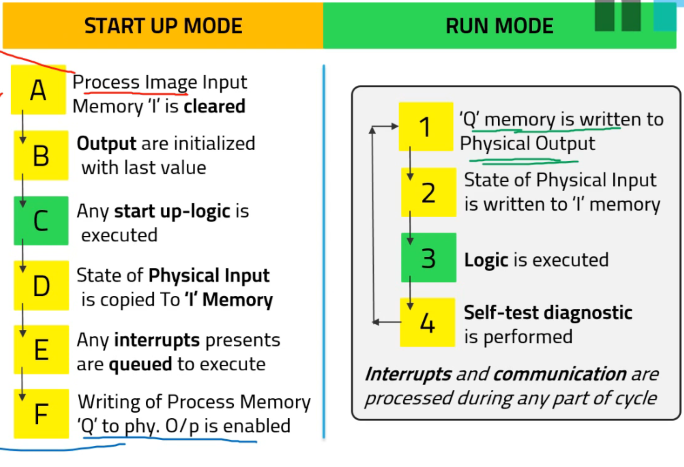 START UP MODE
RUN MODE
A
Process Image Input
Memory ‘I’ is cleared
B
Output are initialized
with last value
C
Any start up-logic is
executed
D
State of Physical Input
is copied To ‘I’ Memory
E
Any interrupts presents
are queued to execute
F
Writing of Process Memory
‘Q’ to phy. O/p is enabled
1
‘Q’ memory is written to
Physical Output
2
State of Physical Input
is written to ‘I’ memory
3
Logic is executed
4
Self-test diagnostic
is performed
Interrupts and communication are
processed during any part of cycle